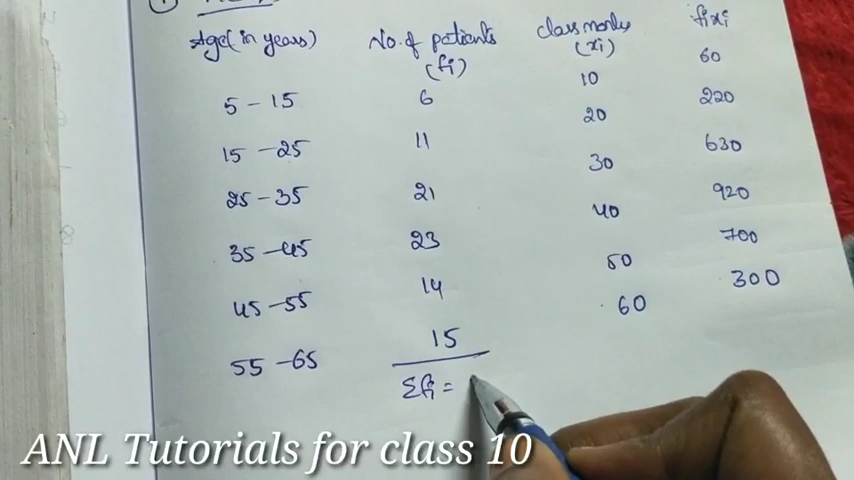 Age(in years) No. of patients (fi) class marks (xi) fixi
5 - 15 6 10 60
15 - 25 11 20 220
25 - 35 21 30 630
35 - 45 23 40 920
45 - 55 14 50 700
55 - 65 15 60 300
Σfi =
ANL Tutorials for class 10